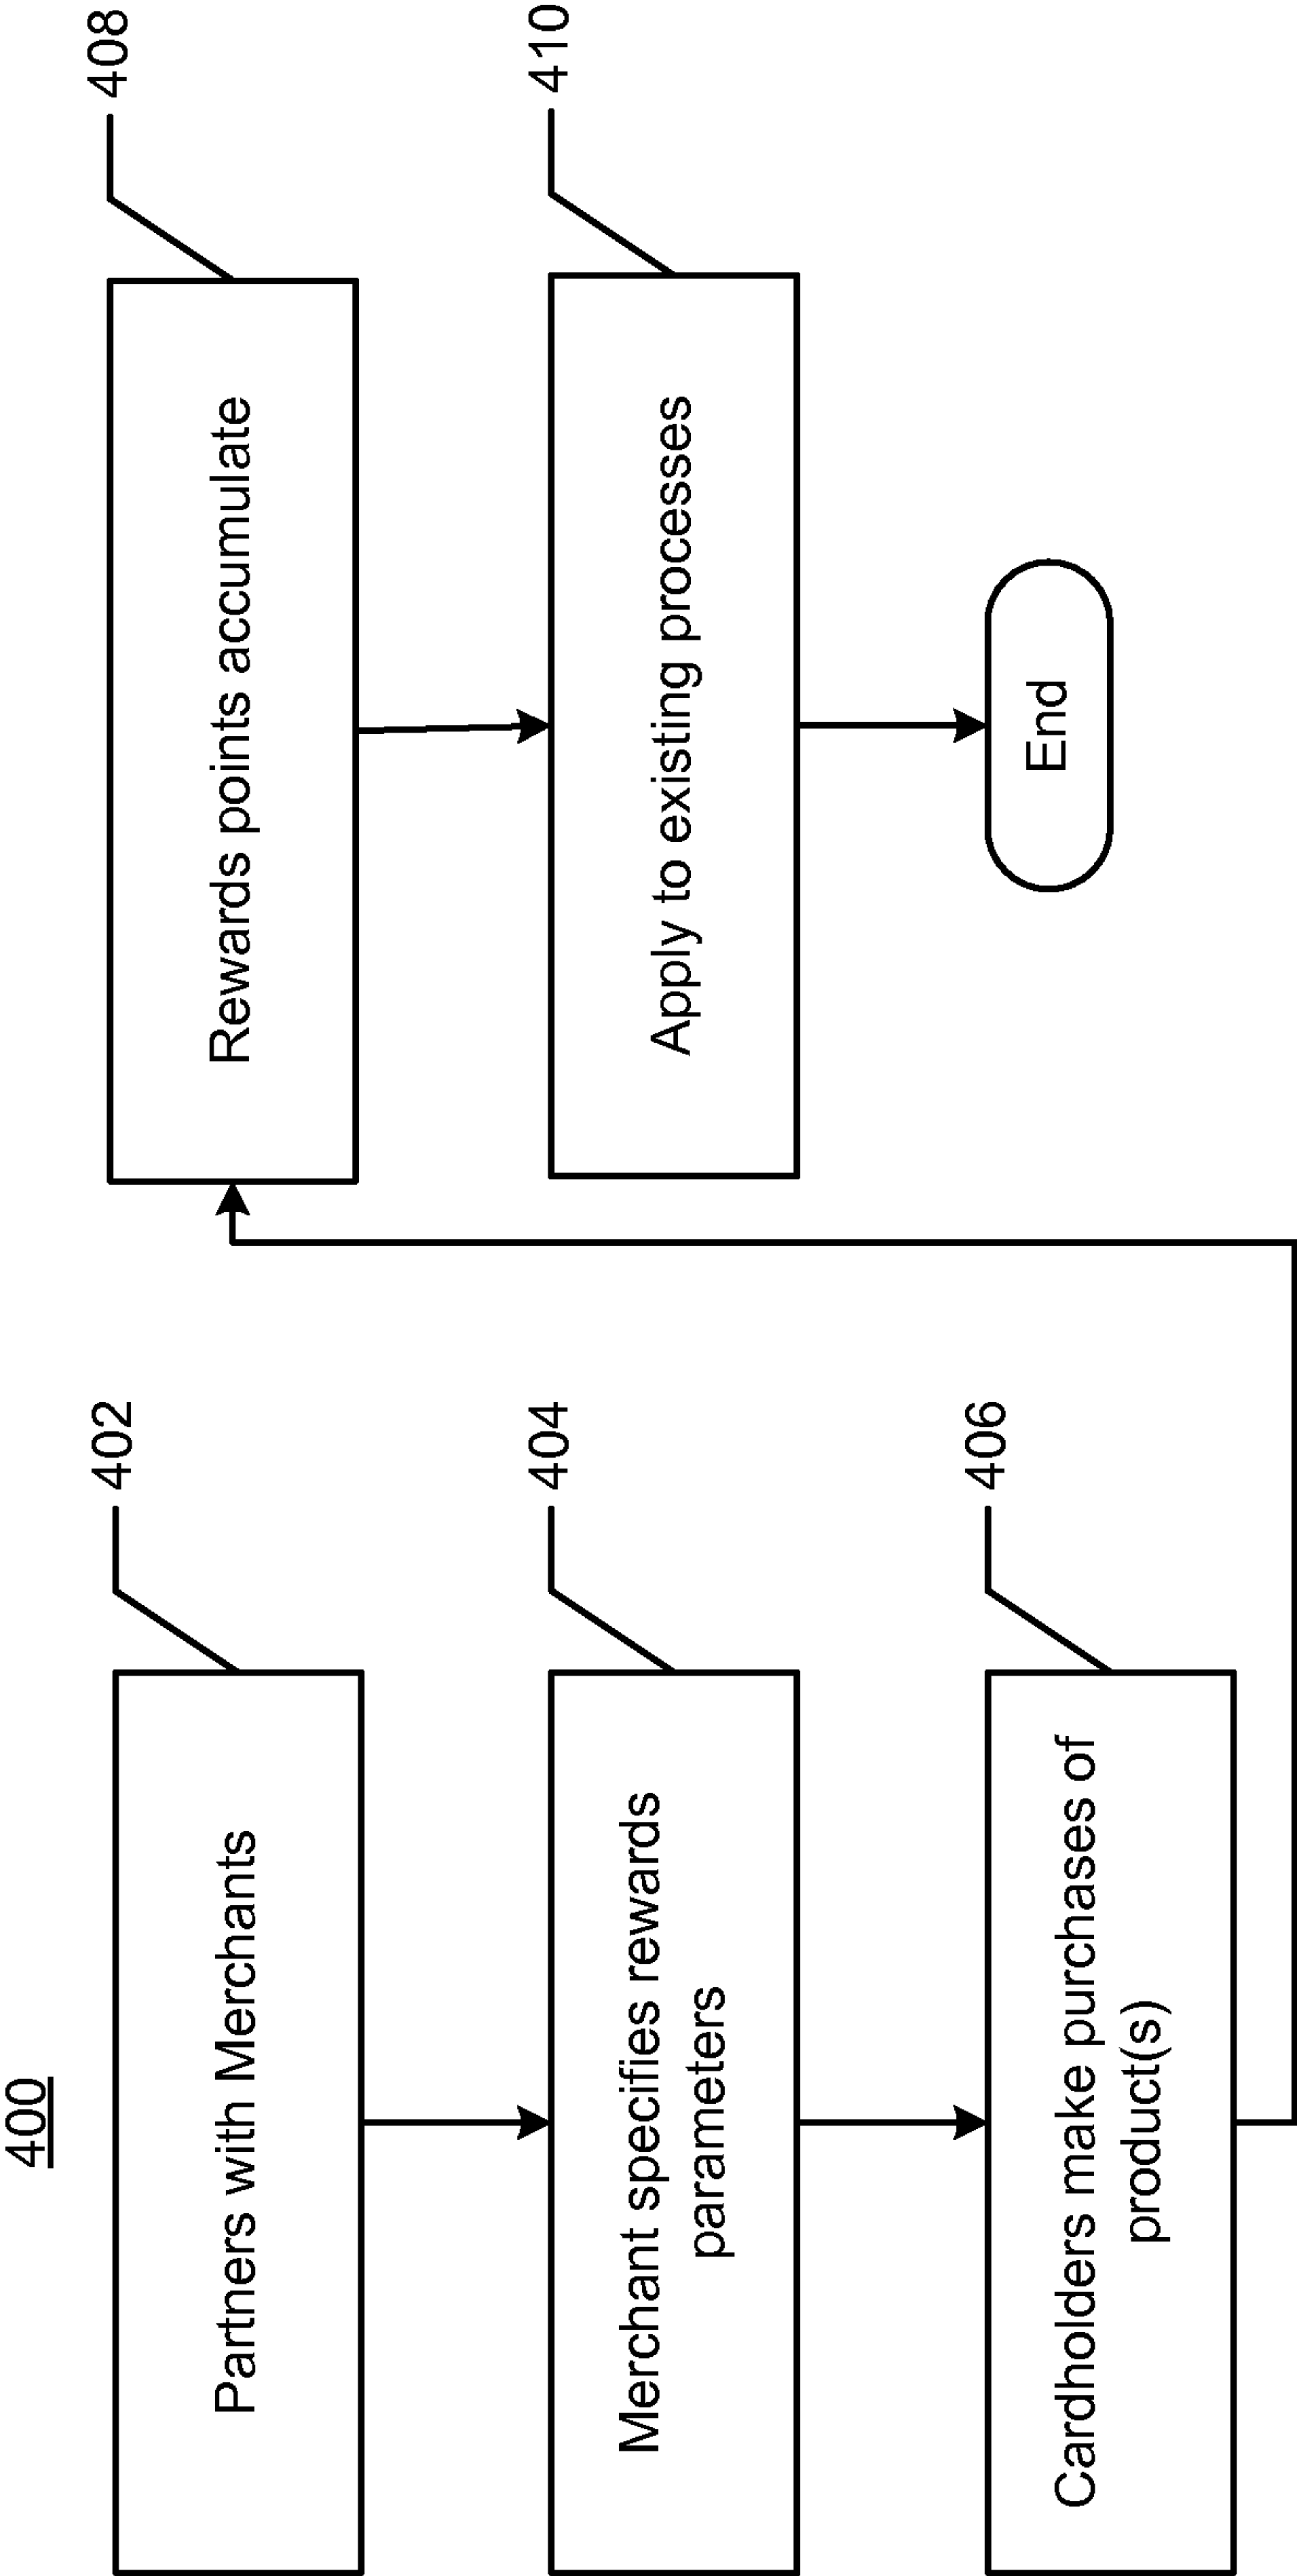 400
Partners with Merchants
402
Merchant specifies rewards
parameters
404
Cardholders make purchases of
product(s)
406
Rewards points accumulate
408
Apply to existing processes
410
End